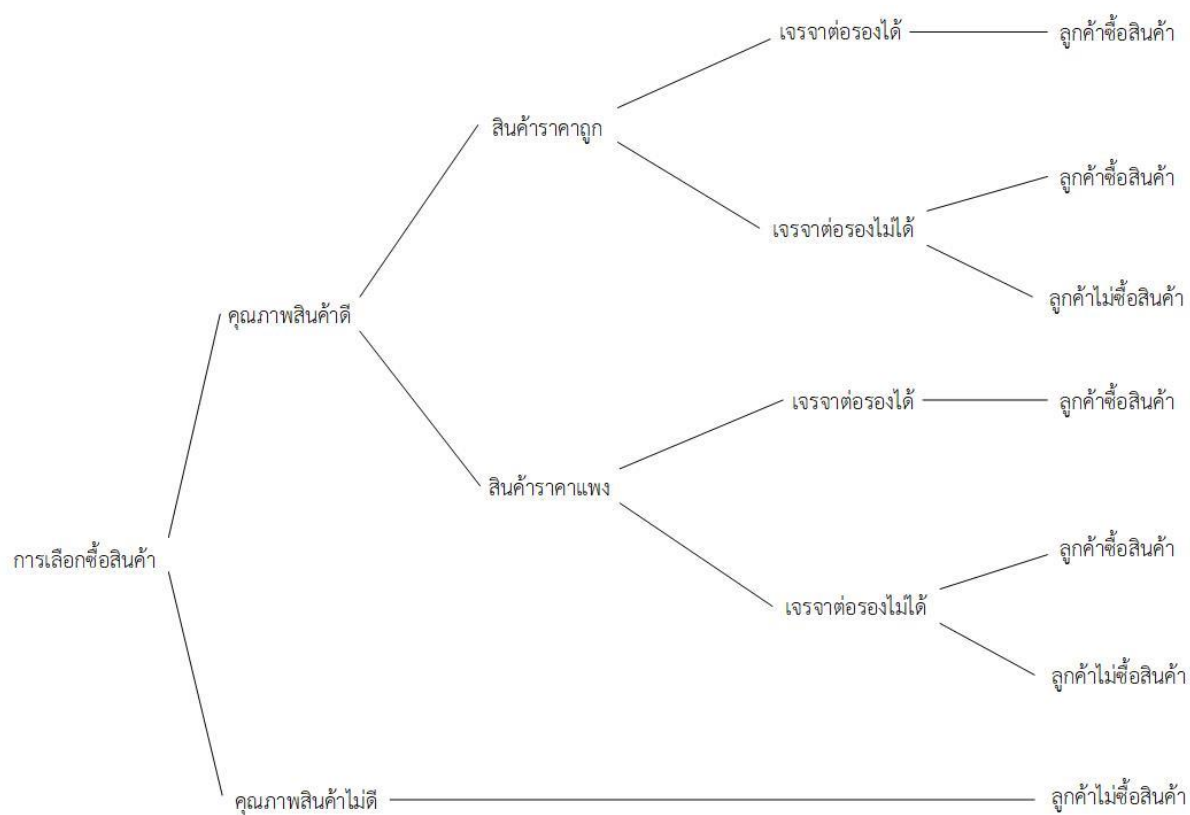 เจรจาต่อรองได้ ลูกค้าซื้อสินค้า
สินค้าราคาถูก
ลูกค้าซื้อสินค้า
เจรจาต่อรองไม่ได้
ลูกค้าไม่ซื้อสินค้า
คุณภาพสินค้าดี
เจรจาต่อรองได้ ลูกค้าซื้อสินค้า
สินค้าราคาแพง
การเลือกซื้อสินค้า
ลูกค้าซื้อสินค้า
เจรจาต่อรองไม่ได้
ลูกค้าไม่ซื้อสินค้า
คุณภาพสินค้าไม่ดี ลูกค้าไม่ซื้อสินค้า